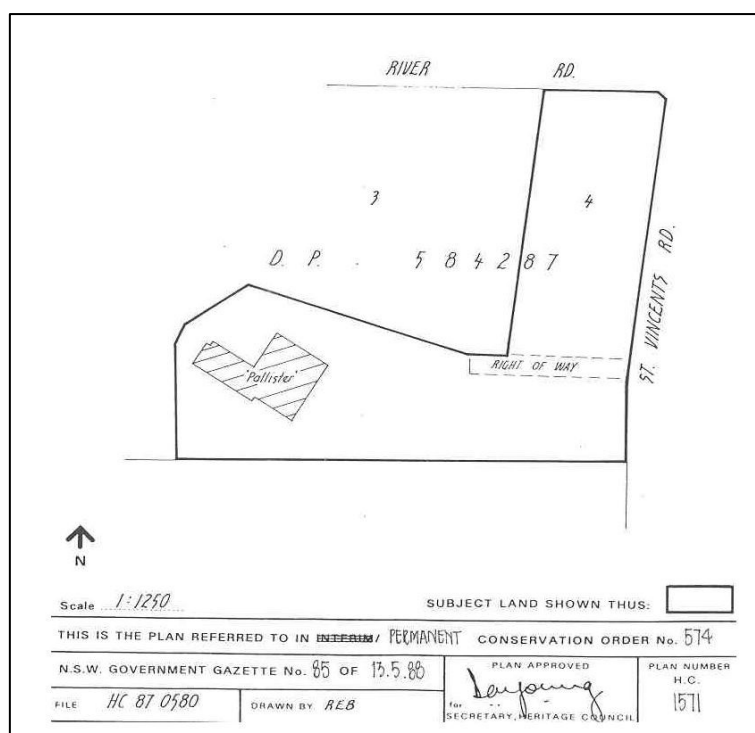 RIVER RD.
3
4
D. P. 584287
ST. VINCENTS RD.
RIGHT OF WAY
"Pallister"
N
Scale 1:1250
SUBJECT LAND SHOWN THUS:
THIS IS THE PLAN REFERRED TO IN INTERIM/ PERMANENT CONSERVATION ORDER No. 574
N.S.W. GOVERNMENT GAZETTE No. 85 OF 13.5.88
PLAN APPROVED
for
SECRETARY, HERITAGE COUNCIL
PLAN NUMBER
H.C.
1571
FILE HC 87 0580
DRAWN BY REB